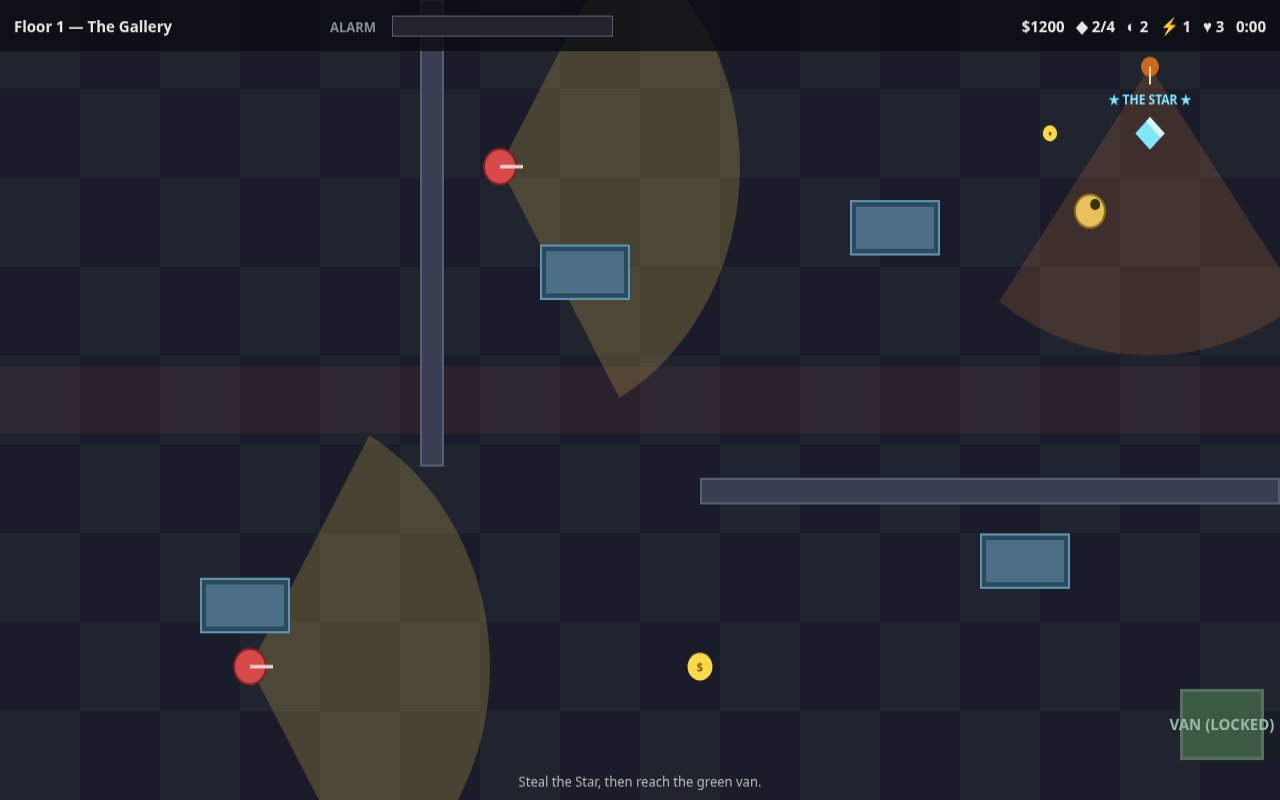 Floor 1 — The Gallery
ALARM
$1200 ◆ 2/4 ◖ 2 ⚡ 1 ♥ 3 0:00
★ THE STAR ★
$
VAN (LOCKED)
Steal the Star, then reach the green van.